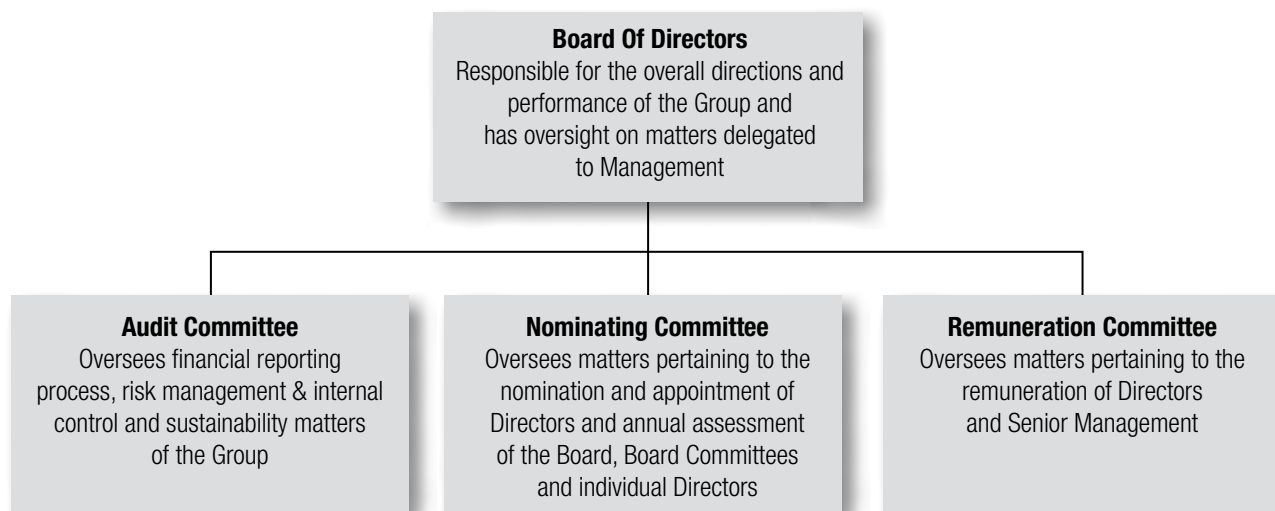 Board Of Directors
Responsible for the overall directions and
performance of the Group and
has oversight on matters delegated
to Management
Audit Committee
Oversees financial reporting
process, risk management & internal
control and sustainability matters
of the Group
Nominating Committee
Oversees matters pertaining to the
nomination and appointment of
Directors and annual assessment
of the Board, Board Committees
and individual Directors
Remuneration Committee
Oversees matters pertaining to the
remuneration of Directors
and Senior Management